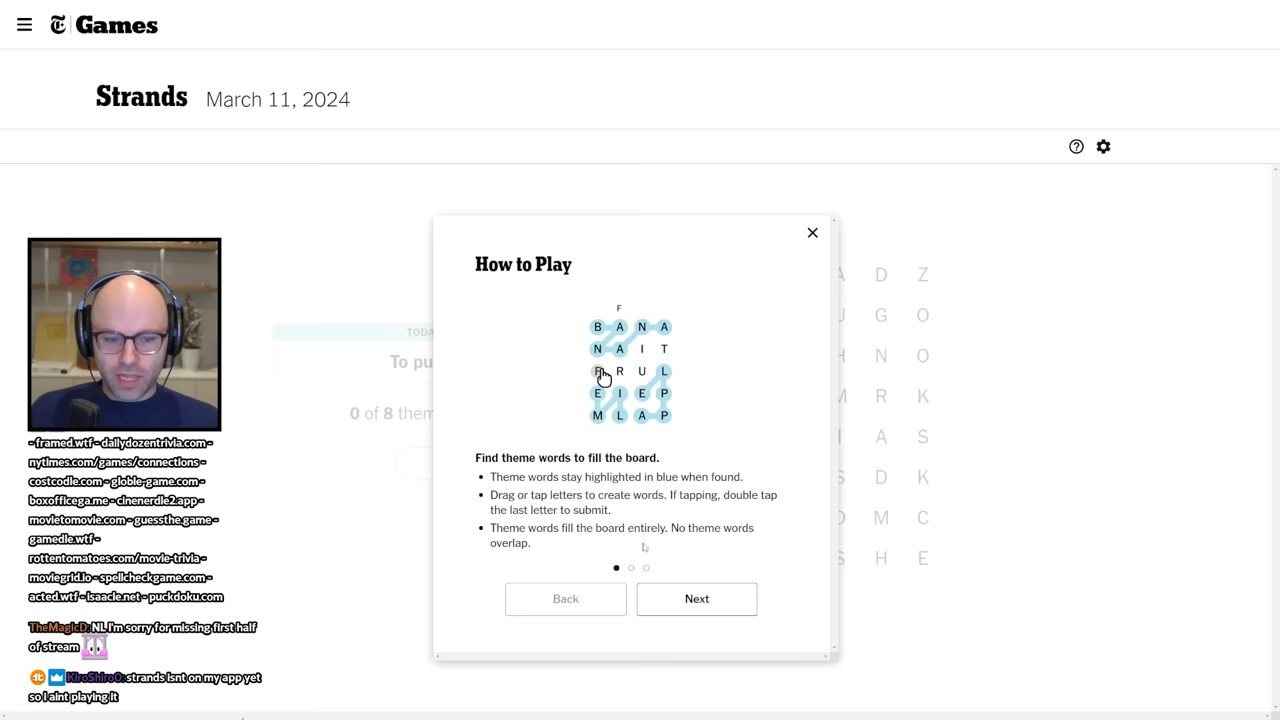 Games
Strands March 11, 2024
TODA
To pu
0 of 8 them
How to Play
F
B A N A
N A I T
R U L
E I E P
M L A P
Find theme words to fill the board.
• Theme words stay highlighted in blue when found.
• Drag or tap letters to create words. If tapping, double tap
the last letter to submit.
• Theme words fill the board entirely. No theme words
overlap.
Back
Next
A D Z
U G O
H N O
M R K
I A S
S D K
O M C
S H E
- framed.wtf - dailydozentrivia.com -
nytimes.com/games/connections -
costcodle.com - globle-game.com -
boxofficega.me - cinenerdle2.app -
movietomovie.com - guessthe.game -
gamedle.wtf -
rottentomatoes.com/movie-trivia -
moviegrid.io - spellcheckgame.com -
acted.wtf - isaacle.net - puckdoku.com
TheMagicD: NL I'm sorry for missing first half
of stream
KiroShiro0: strands isnt on my app yet
so i aint playing it